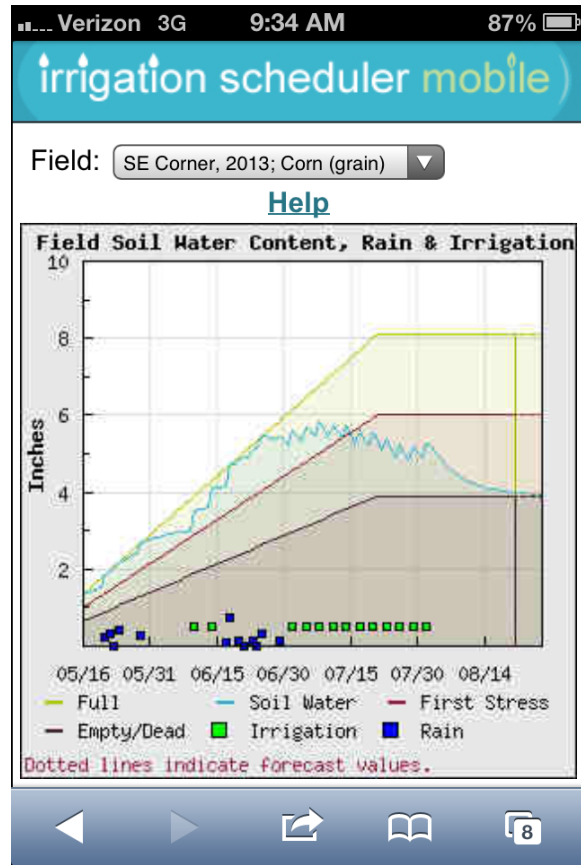 Verizon 3G 9:34 AM 87%
irrigation scheduler mobile
Field: SE Corner, 2013; Corn (grain)
Help
Field Soil Water Content, Rain & Irrigation
10
8
6
4
2
Inches
05/16 05/31 06/15 06/30 07/15 07/30 08/14
Full Soil Water First Stress
Empty/Dead Irrigation Rain
Dotted lines indicate forecast values.
8